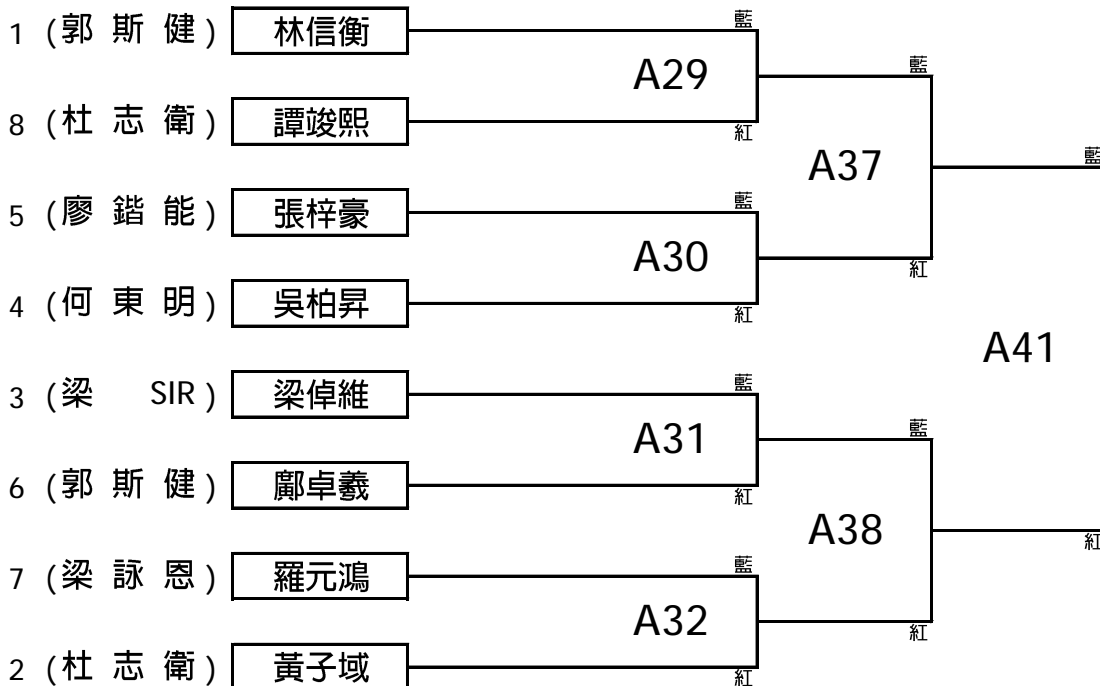 1 (郭 斯 健) 林信衡 藍
A29 藍
8 (杜 志 衛) 譚竣熙 紅
A37 藍
5 (廖 鍇 能) 張梓豪 藍
A30 紅
4 (何 東 明) 吳柏昇 紅
A41
3 (梁 SIR) 梁倬維 藍
A31 藍
6 (郭 斯 健) 鄺卓羲 紅
A38 紅
7 (梁 詠 恩) 羅元鴻 藍
A32 紅
2 (杜 志 衛) 黃子域 紅